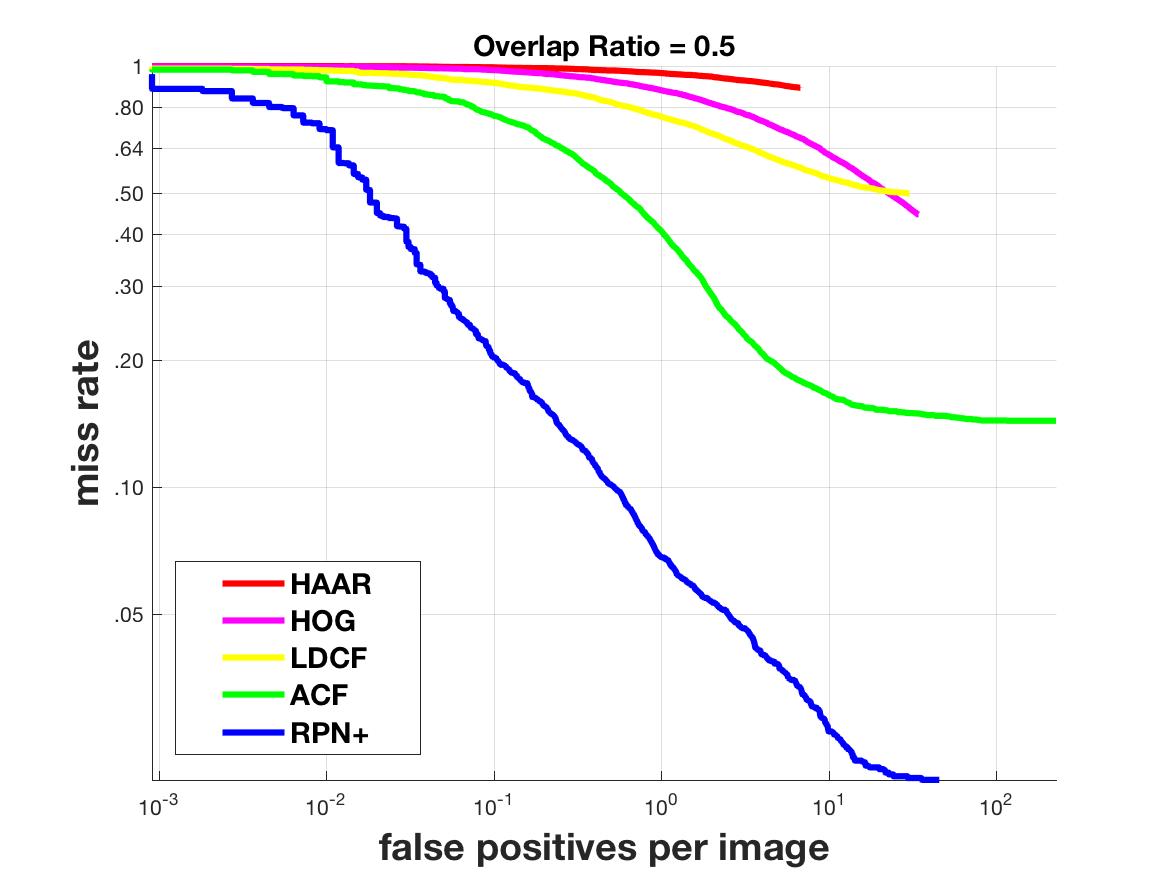 Overlap Ratio = 0.5
1
.80
.64
.50
.40
.30
.20
.10
.05
miss rate
HAAR
HOG
LDCF
ACF
RPN+
10^-3 10^-2 10^-1 10^0 10^1 10^2
false positives per image